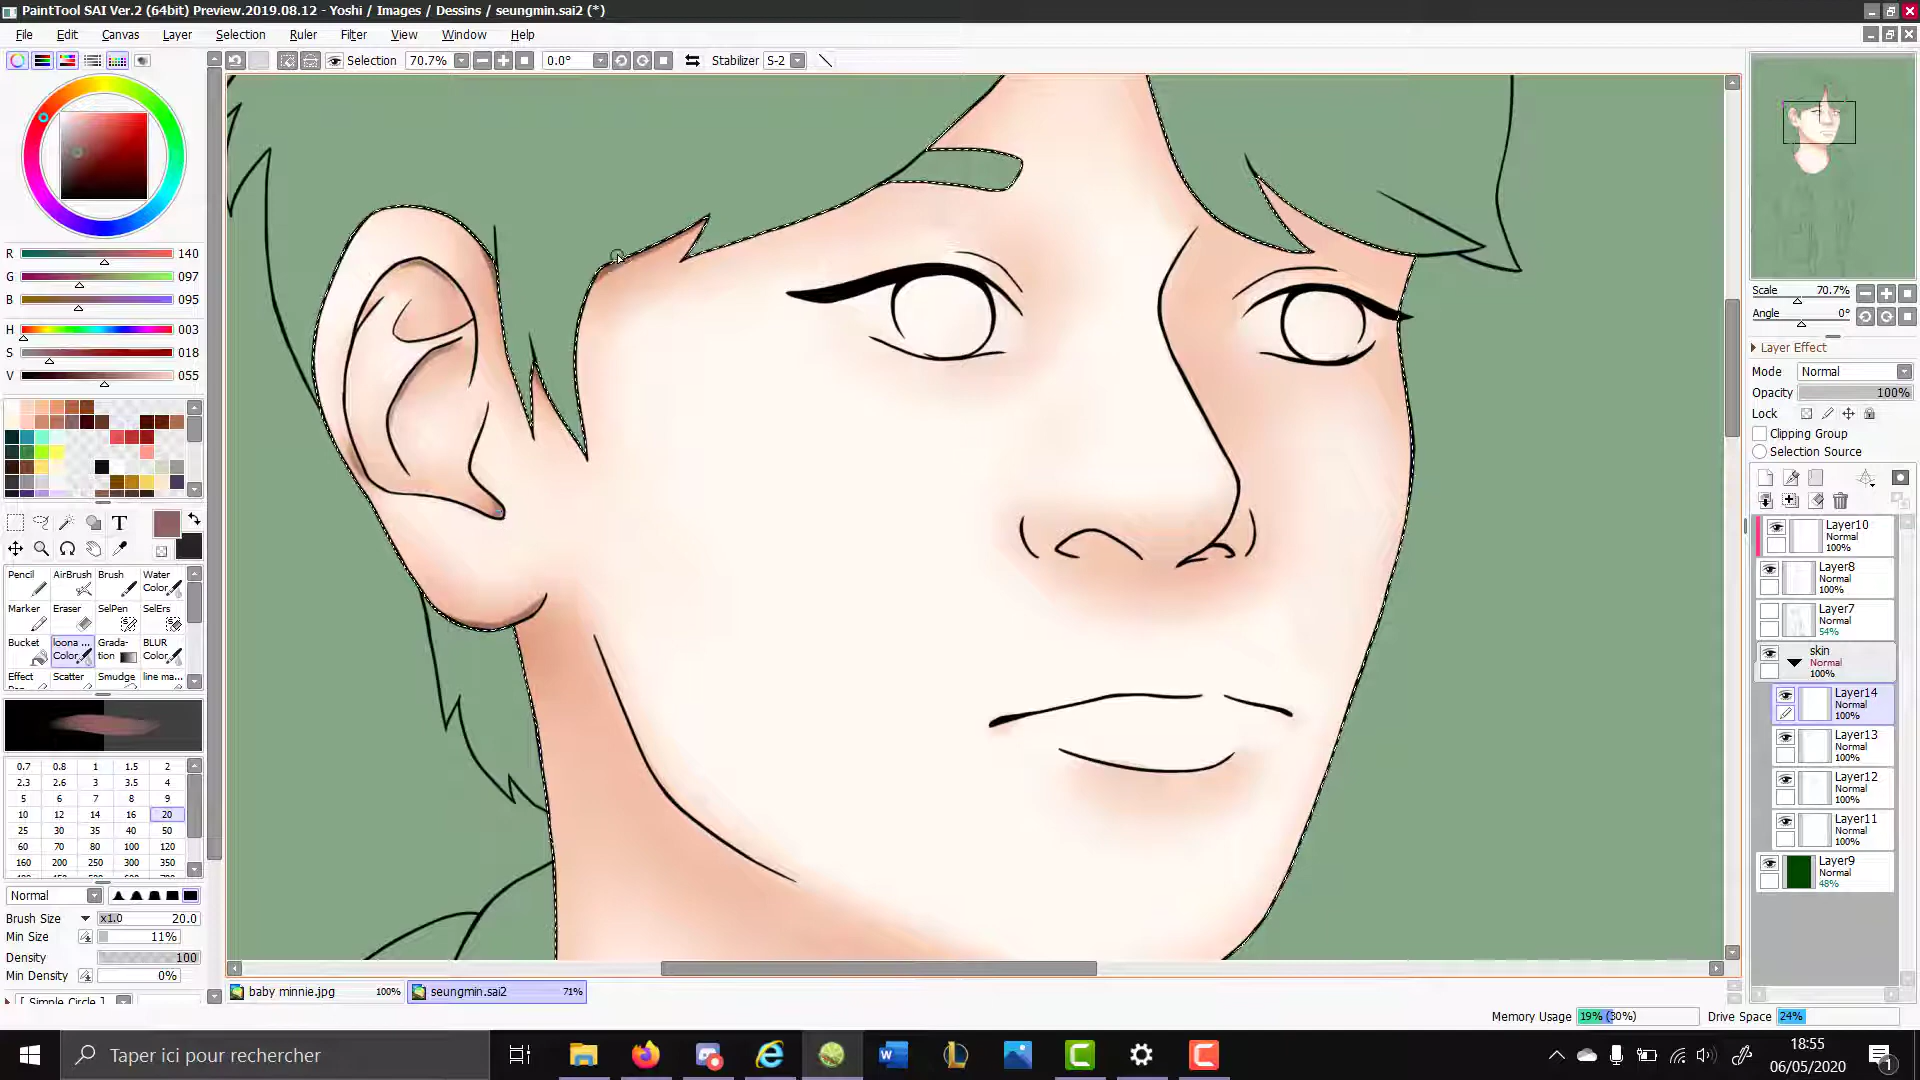 PaintTool SAI Ver.2 (64bit) Preview.2019.08.12 - Yoshi / Images / Dessins / seungmin.sai2 (*)
File Edit Canvas Layer Selection Ruler Filter View Window Help
Selection 70.7% 0.0° Stabilizer S-2
R 140
G 097
B 095
H 003
S 018
V 055
T
Pencil AirBrush Brush Water Color
Marker Eraser SelPen SelErs
Bucket loona ... Color Grada-tion BLUR Color
Effect Scatter Smudge line ma...
0.7 0.8 1 1.5 2
2.3 2.6 3 3.5 4
5 6 7 8 9
10 12 14 16 20
25 30 35 40 50
60 70 80 100 120
160 200 250 300 350
Normal
Brush Size x1.0 20.0
Min Size 11%
Density 100
Min Density 0%
[ Simple Circle ]
Scale 70.7%
Angle 0°
Layer Effect
Mode Normal
Opacity 100%
Lock
Clipping Group
Selection Source
Layer10
Normal
100%
Layer8
Normal
100%
Layer7
Normal
54%
skin
Normal
100%
Layer14
Normal
100%
Layer13
Normal
100%
Layer12
Normal
100%
Layer11
Normal
100%
Layer9
Normal
48%
baby minnie.jpg 100% seungmin.sai2 71%
Memory Usage 19% (30%) Drive Space 24%
Taper ici pour rechercher
18:55
06/05/2020
1